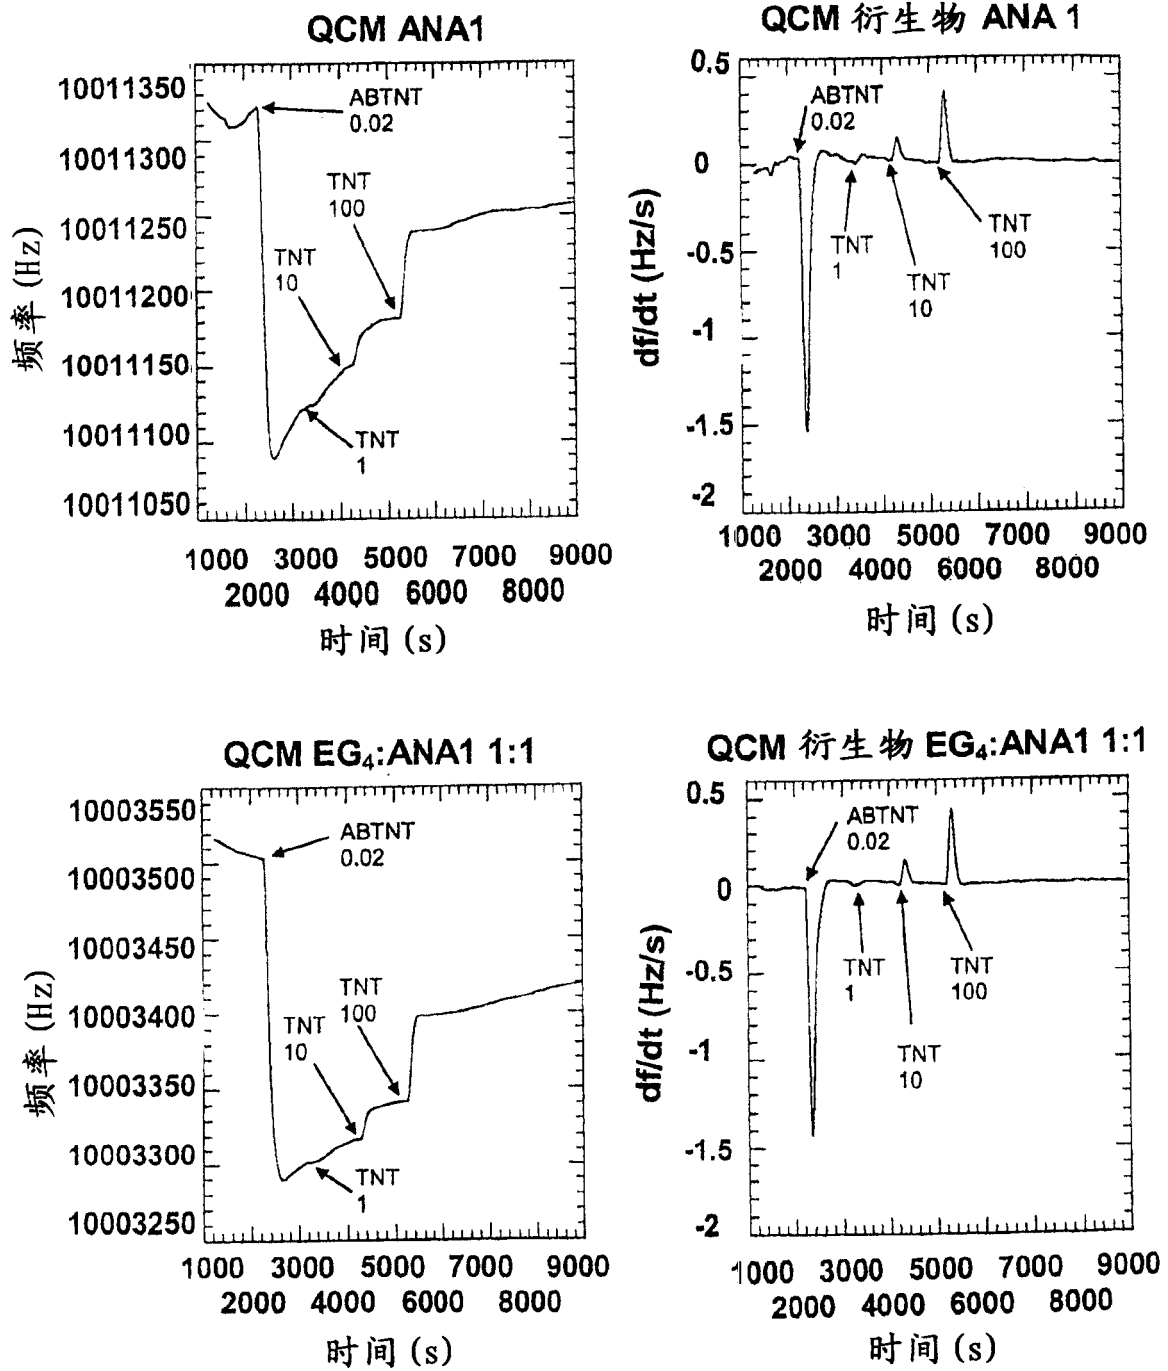 QCM ANA1
10011350
10011300
10011250
10011200
10011150
10011100
10011050
频率 (Hz)
ABTNT
0.02
TNT
100
TNT
10
TNT
1
1000 3000 5000 7000 9000
2000 4000 6000 8000
时间 (s)
QCM 衍生物 ANA 1
0.5
0
-0.5
-1
-1.5
-2
df/dt (Hz/s)
ABTNT
0.02
TNT
1
TNT
10
TNT
100
1000 3000 5000 7000 9000
2000 4000 6000 8000
时间 (s)
QCM EG₄:ANA1 1:1
10003550
10003500
10003450
10003400
10003350
10003300
10003250
频率 (Hz)
ABTNT
0.02
TNT
100
TNT
10
TNT
1
1000 3000 5000 7000 9000
2000 4000 6000 8000
时间 (s)
QCM 衍生物 EG₄:ANA1 1:1
0.5
0
-0.5
-1
-1.5
-2
df/dt (Hz/s)
ABTNT
0.02
TNT
1
TNT
100
TNT
10
1000 3000 5000 7000 9000
2000 4000 6000 8000
时间 (s)